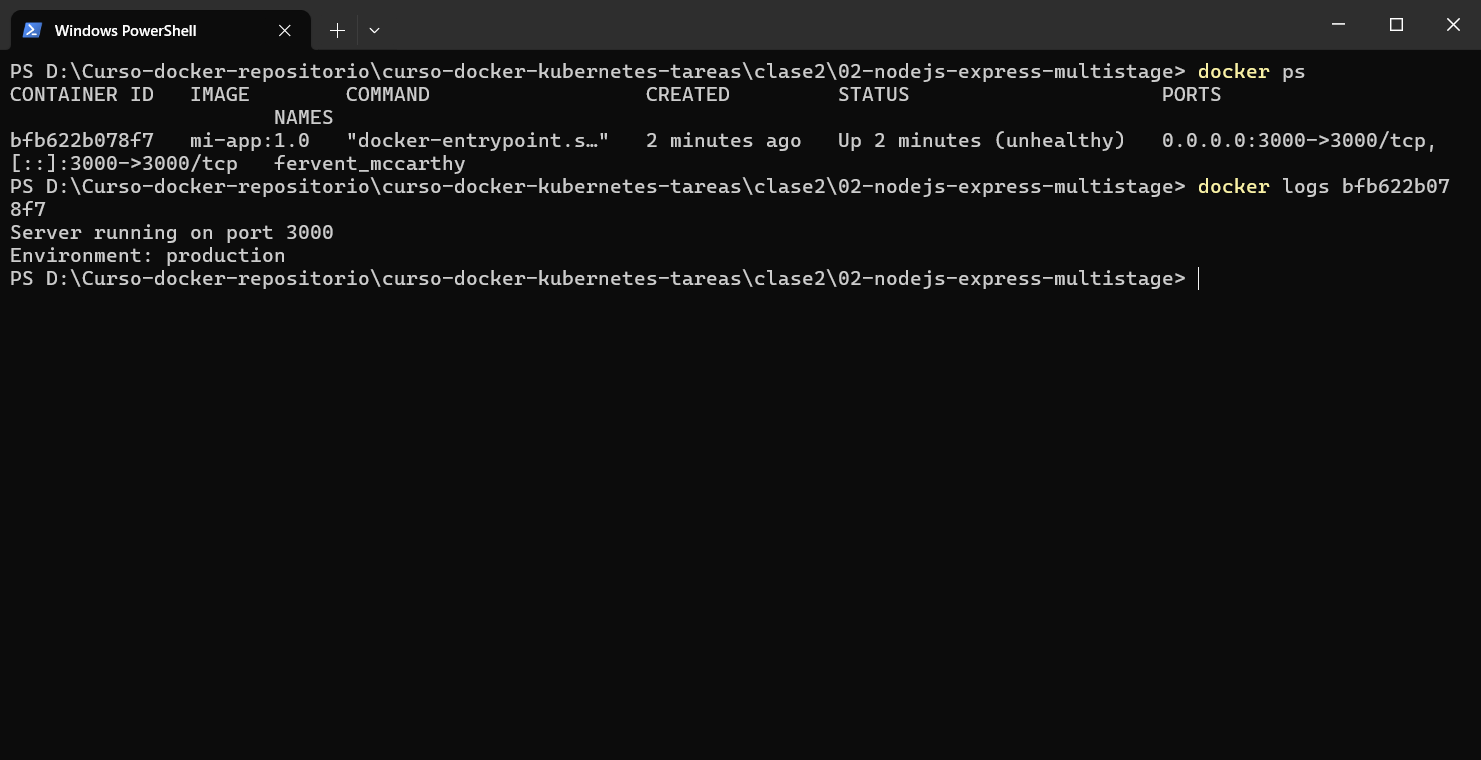 Windows PowerShell
PS D:\Curso-docker-repositorio\curso-docker-kubernetes-tareas\clase2\02-nodejs-express-multistage> docker ps
CONTAINER ID   IMAGE        COMMAND                  CREATED         STATUS                     PORTS
                      NAMES
bfb622b078f7   mi-app:1.0   "docker-entrypoint.s…"   2 minutes ago   Up 2 minutes (unhealthy)   0.0.0.0:3000->3000/tcp,
[::]:3000->3000/tcp   fervent_mccarthy
PS D:\Curso-docker-repositorio\curso-docker-kubernetes-tareas\clase2\02-nodejs-express-multistage> docker logs bfb622b07
8f7
Server running on port 3000
Environment: production
PS D:\Curso-docker-repositorio\curso-docker-kubernetes-tareas\clase2\02-nodejs-express-multistage>